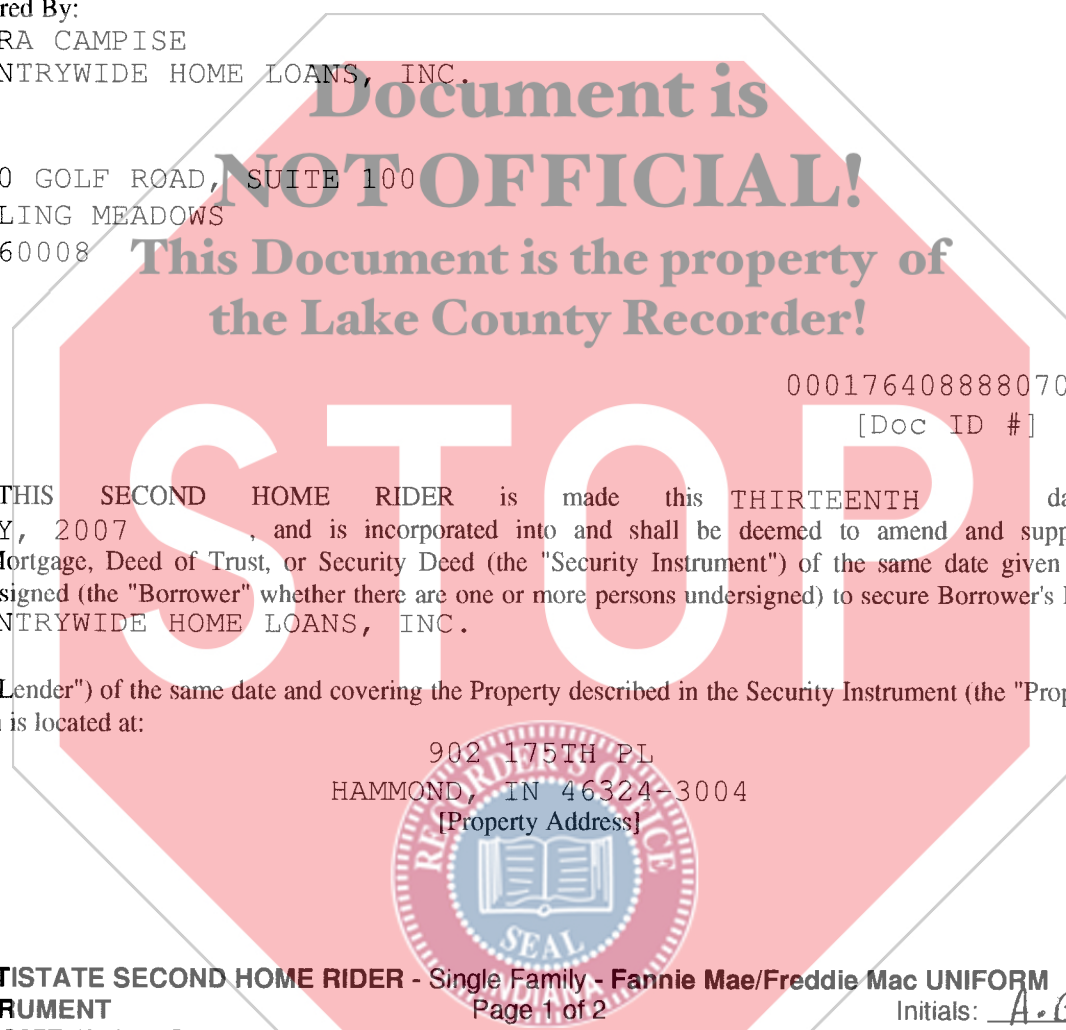 red By:
RA CAMPISE
NTRYWIDE HOME LOANS, INC.
Document is
NOT OFFICIAL!
0 GOLF ROAD, SUITE 100
LING MEADOWS
60008
This Document is the property of
the Lake County Recorder!
000176408888070
[Doc ID #]
STOP
THIS SECOND HOME RIDER is made this THIRTEENTH da
Y, 2007 , and is incorporated into and shall be deemed to amend and supp
Mortgage, Deed of Trust, or Security Deed (the "Security Instrument") of the same date given
signed (the "Borrower" whether there are one or more persons undersigned) to secure Borrower's
NTRYWIDE HOME LOANS, INC.
Lender") of the same date and covering the Property described in the Security Instrument (the "Prop
is located at:
902 175TH PL
HAMMOND, IN 46324-3004
[Property Address]
RECORDER'S OFFICE
SEAL
INDIANA
TISTATE SECOND HOME RIDER - Single Family - Fannie Mae/Freddie Mac UNIFORM
RUMENT
Page 1 of 2
Initials: A.